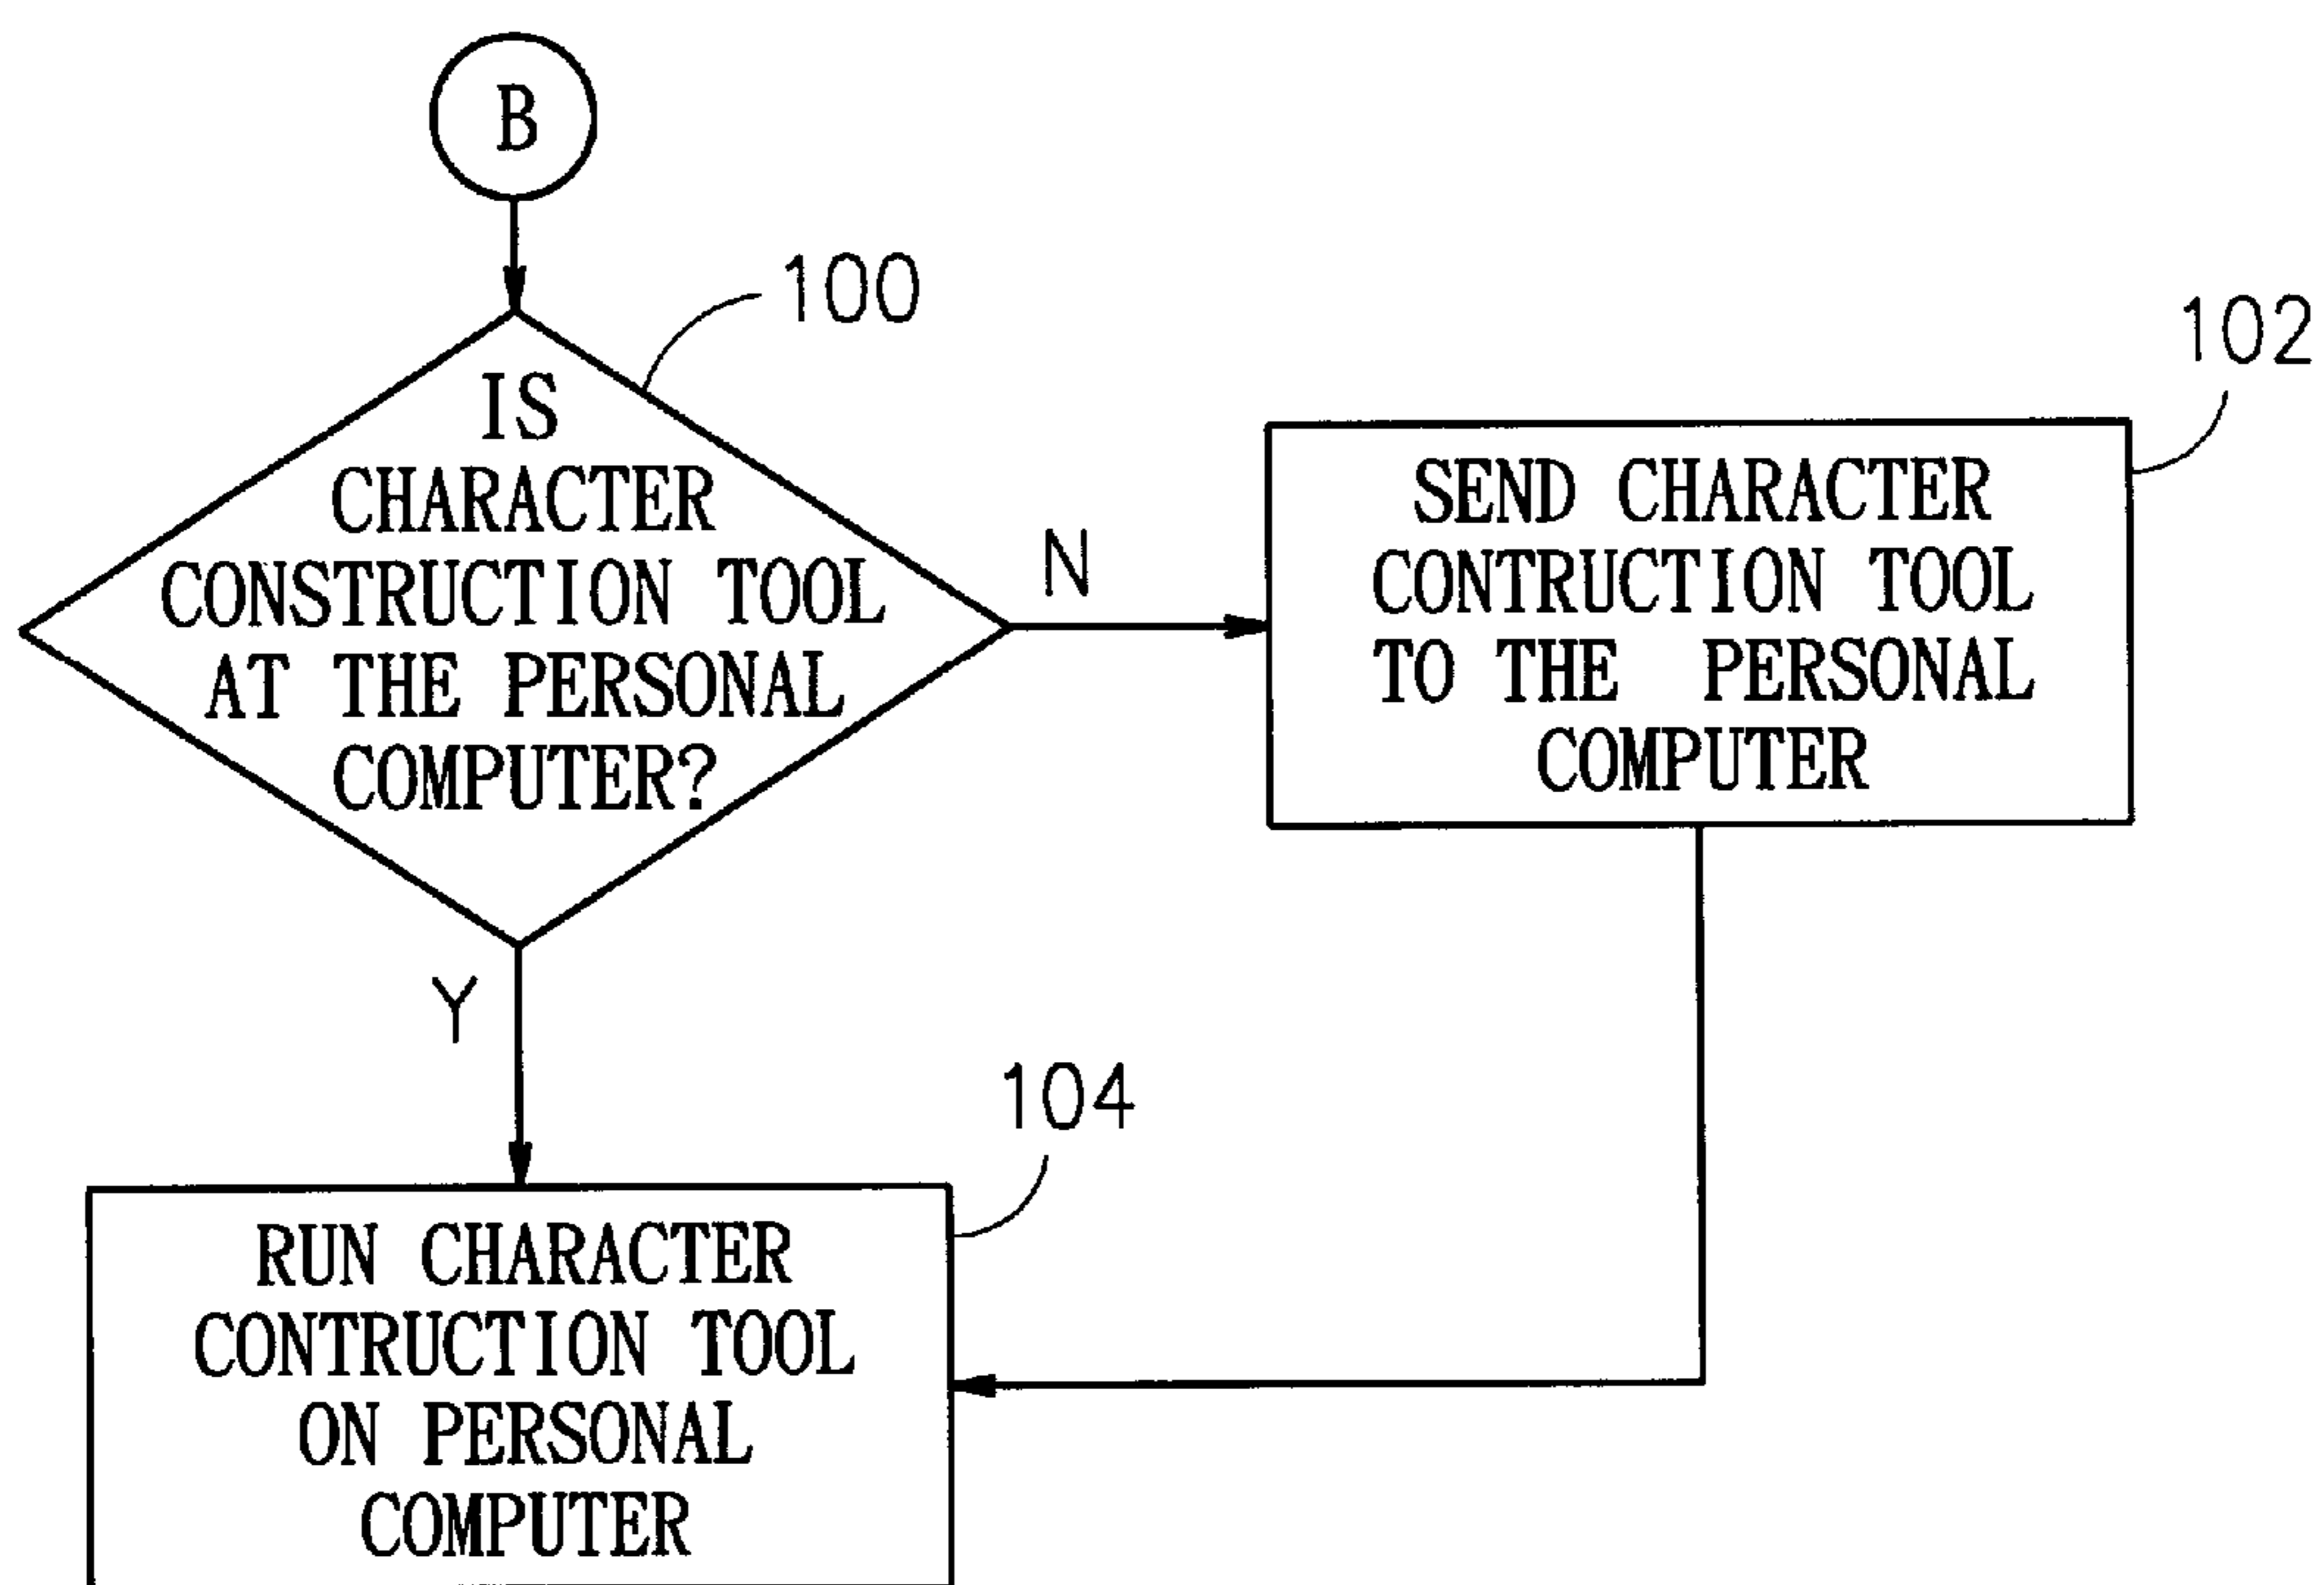 B
100
IS
CHARACTER
CONSTRUCTION TOOL
AT THE PERSONAL
COMPUTER?
N
102
SEND CHARACTER
CONTRUCTION TOOL
TO THE PERSONAL
COMPUTER
Y
104
RUN CHARACTER
CONTRUCTION TOOL
ON PERSONAL
COMPUTER